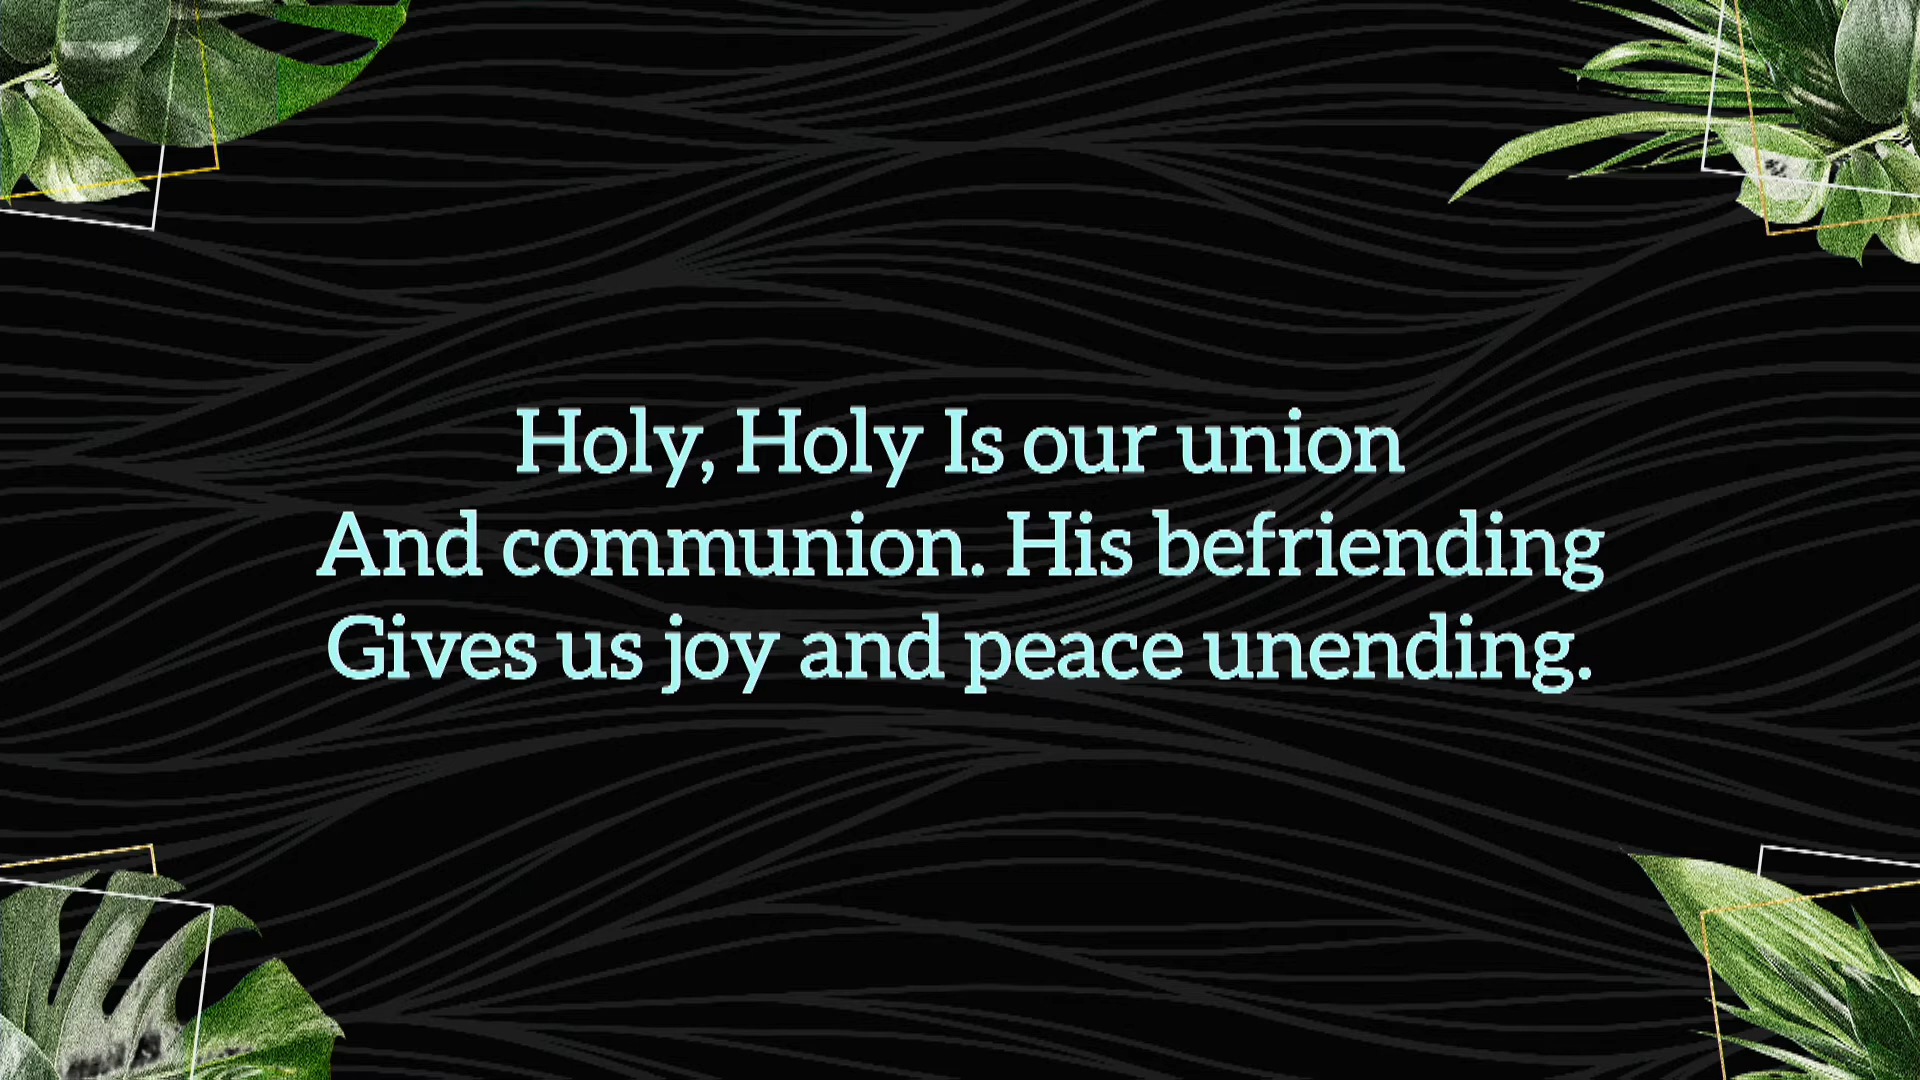 Holy, Holy Is our union
And communion. His befriending
Gives us joy and peace unending.